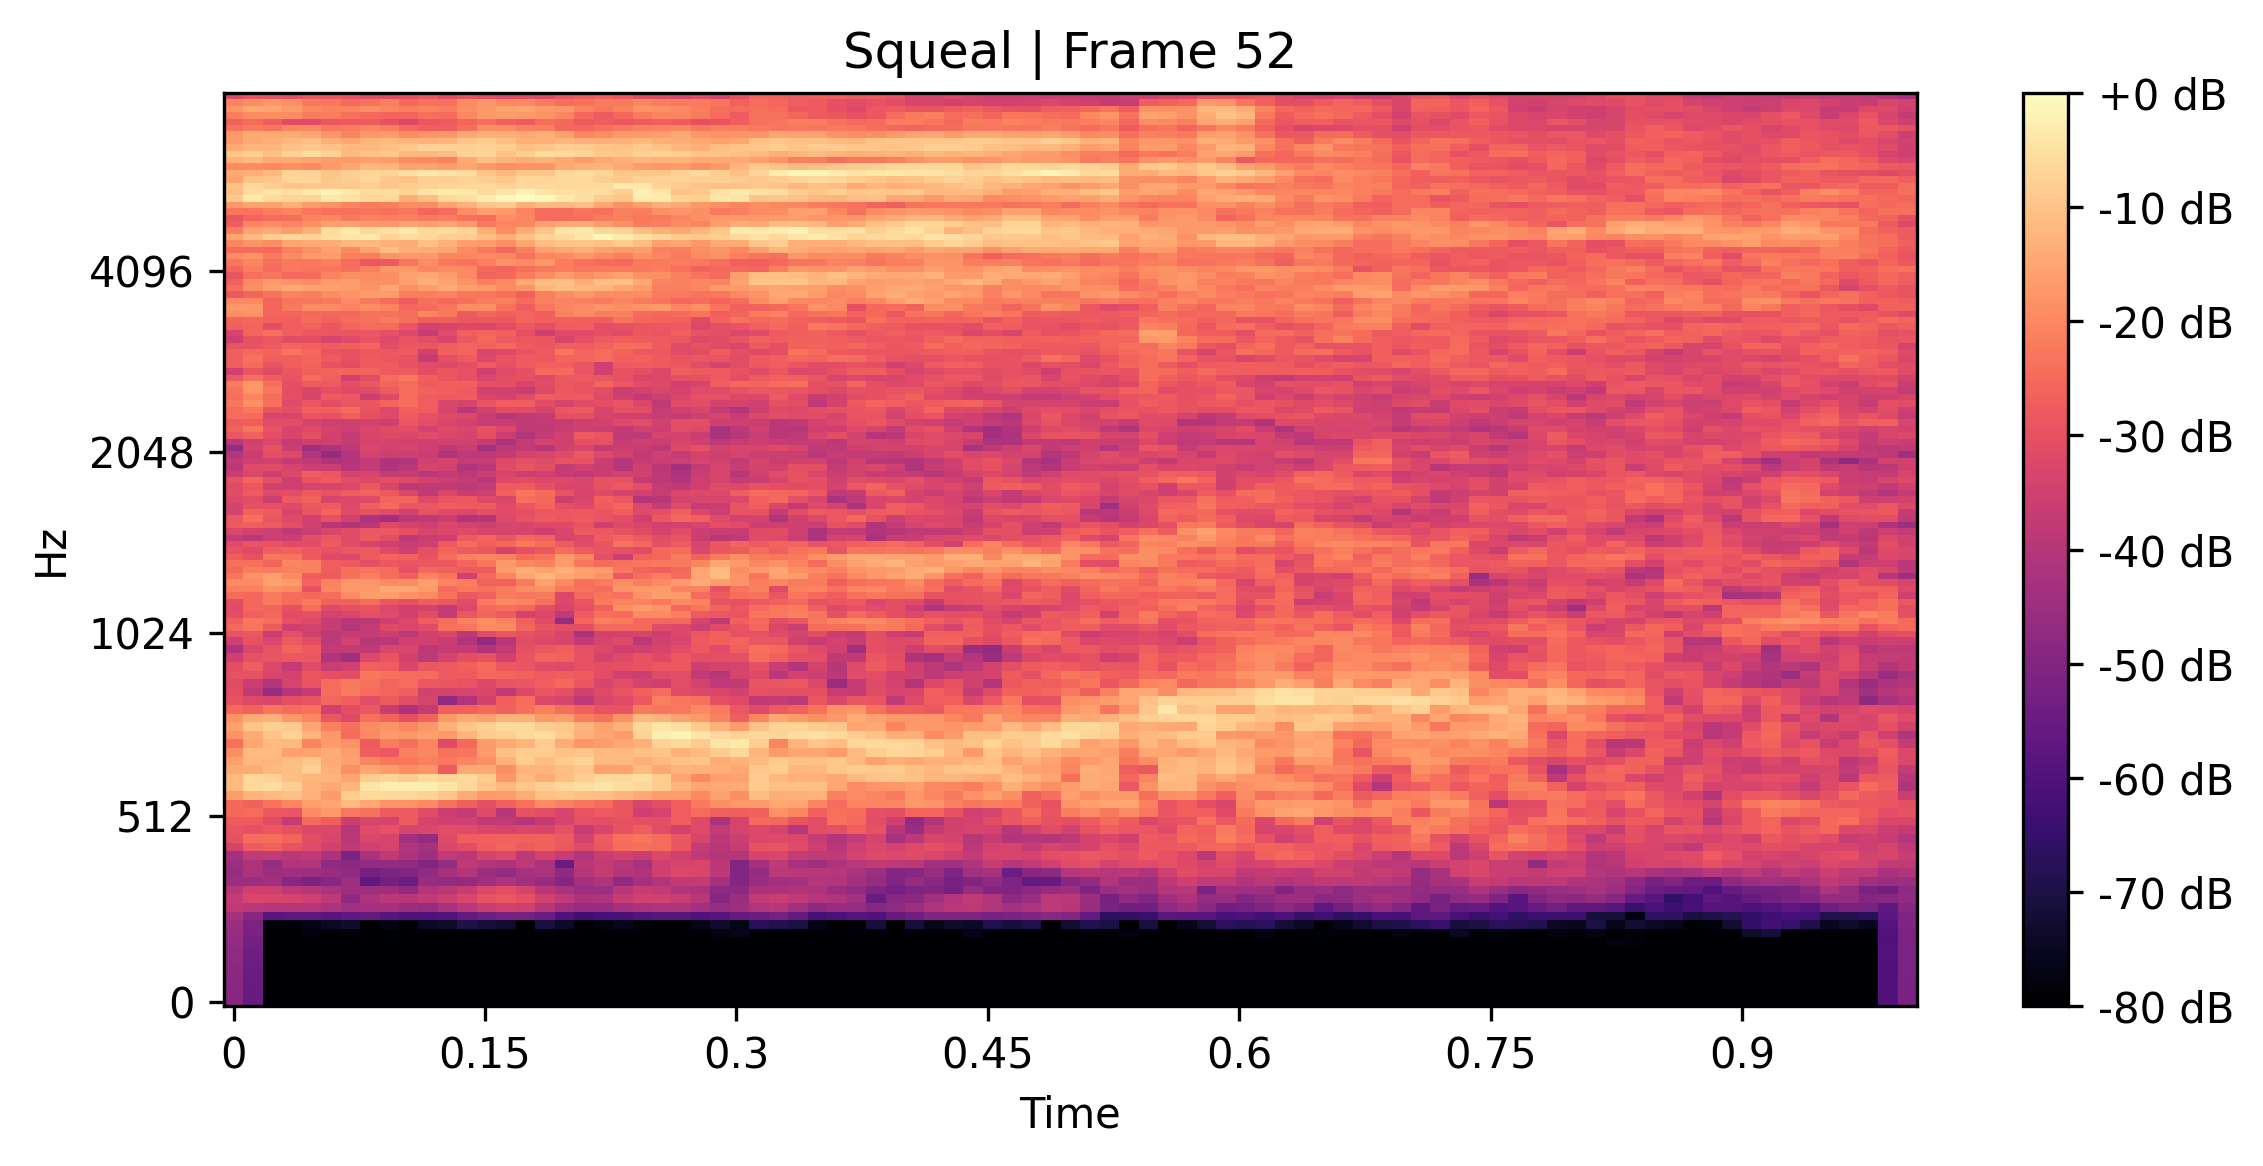 Squeal | Frame 52
+0 dB
-10 dB
-20 dB
-30 dB
-40 dB
-50 dB
-60 dB
-70 dB
-80 dB
Hz
4096
2048
1024
512
0
0 0.15 0.3 0.45 0.6 0.75 0.9
Time